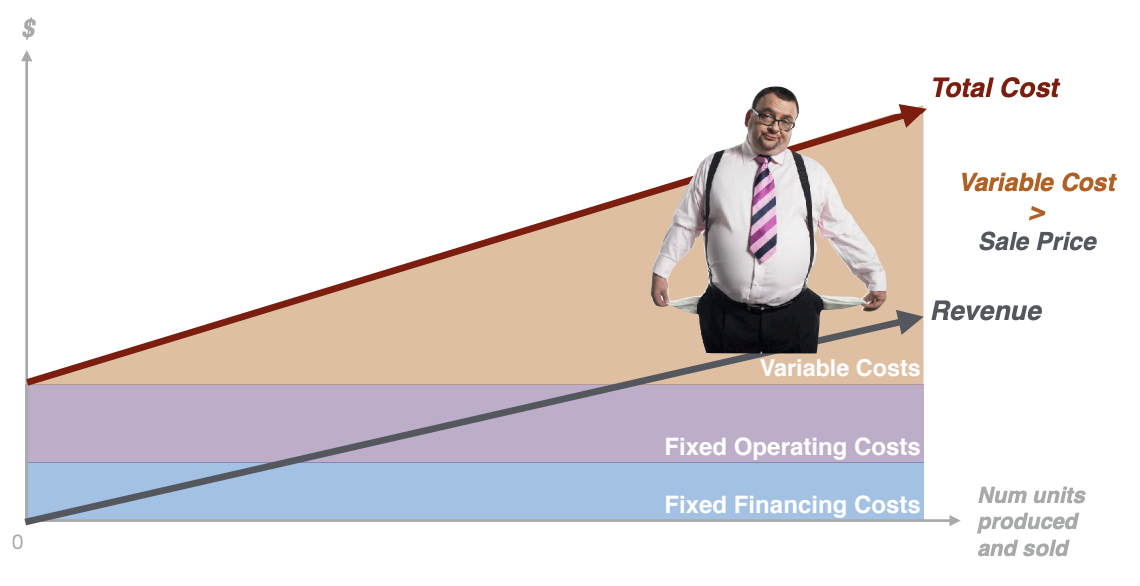 $
Total Cost
Variable Cost
>
Sale Price
Revenue
Variable Costs
Fixed Operating Costs
Fixed Financing Costs
Num units
produced
and sold
0